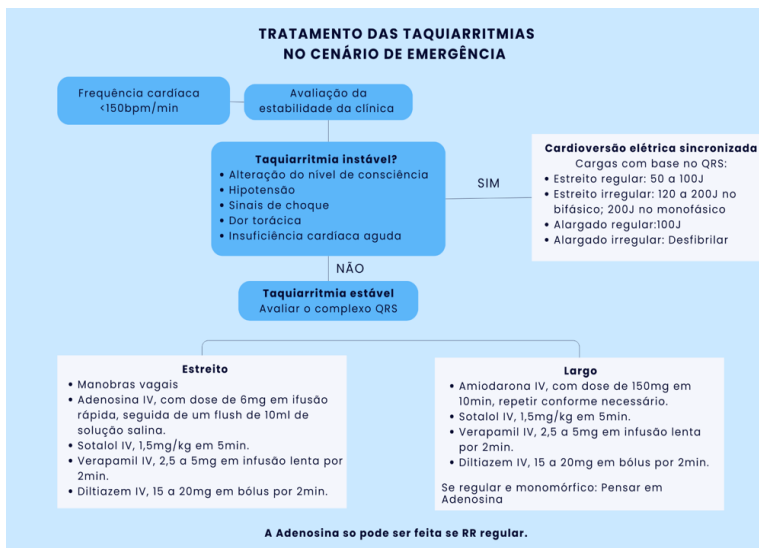 TRATAMENTO DAS TAQUIARRITMIAS
NO CENÁRIO DE EMERGÊNCIA
Frequência cardíaca
<150bpm/min
Avaliação da
estabilidade da clínica
Taquiarritmia instável?
• Alteração do nível de consciência
• Hipotensão
• Sinais de choque
• Dor torácica
• Insuficiência cardíaca aguda
SIM
Cardioversão elétrica sincronizada
Cargas com base no QRS:
• Estreito regular: 50 a 100J
• Estreito irregular: 120 a 200J no
bifásico; 200J no monofásico
• Alargado regular:100J
• Alargado irregular: Desfibrilar
NÃO
Taquiarritmia estável
Avaliar o complexo QRS
Estreito
• Manobras vagais
• Adenosina IV, com dose de 6mg em ifusão
rápida, seguida de um flush de 10ml de
solução salina.
• Sotalol IV, 1,5mg/kg em 5min.
• Verapamil IV, 2,5 a 5mg em infusão lenta por
2min.
• Diltiazem IV, 15 a 20mg em bólus por 2min.
Largo
• Amiodarona IV, com dose de 150mg em
10min, repetir conforme necessário.
• Sotalol IV, 1,5mg/kg em 5min.
• Verapamil IV, 2,5 a 5mg em infusão lenta por
2min.
• Diltiazem IV, 15 a 20mg em bólus por 2min.
Se regular e monomórfico: Pensar em
Adenosina
A Adenosina so pode ser feita se RR regular.